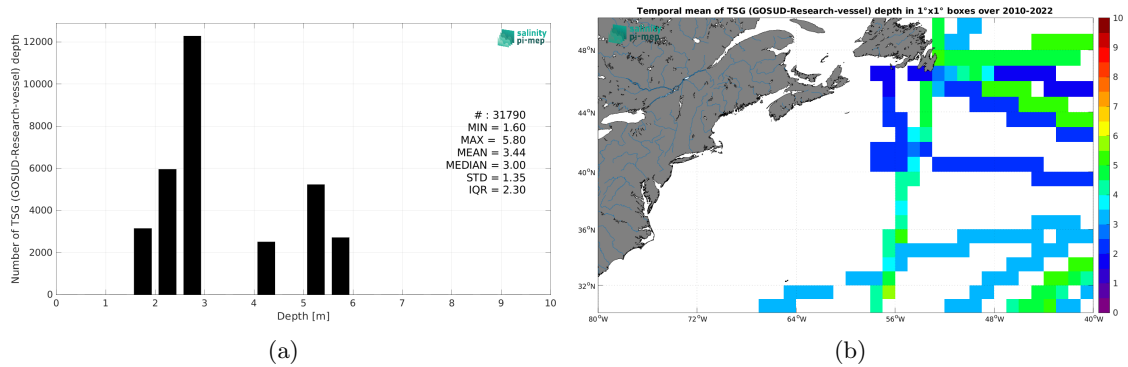 12000
10000
8000
6000
4000
2000
0
Number of TSG (GOSUD-Research-vessel) depth
salinity
pi-mep
# : 31790
MIN = 1.60
MAX = 5.80
MEAN = 3.44
MEDIAN = 3.00
STD = 1.35
IQR = 2.30
0 1 2 3 4 5 6 7 8 9 10
Depth [m]
(a)
Temporal mean of TSG (GOSUD-Research-vessel) depth in 1°x1° boxes over 2010-2022
salinity
pi-mep
48°N
44°N
40°N
36°N
32°N
80°W 72°W 64°W 56°W 48°W 40°W
10
9
8
7
6
5
4
3
2
1
0
(b)